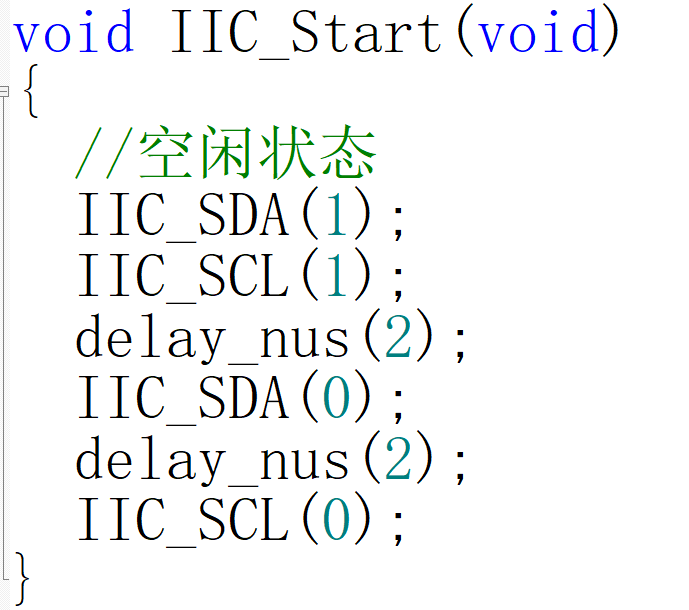 void IIC_Start(void)
{
//空闲状态
IIC_SDA(1);
IIC_SCL(1);
delay_nus(2);
IIC_SDA(0);
delay_nus(2);
IIC_SCL(0);
}